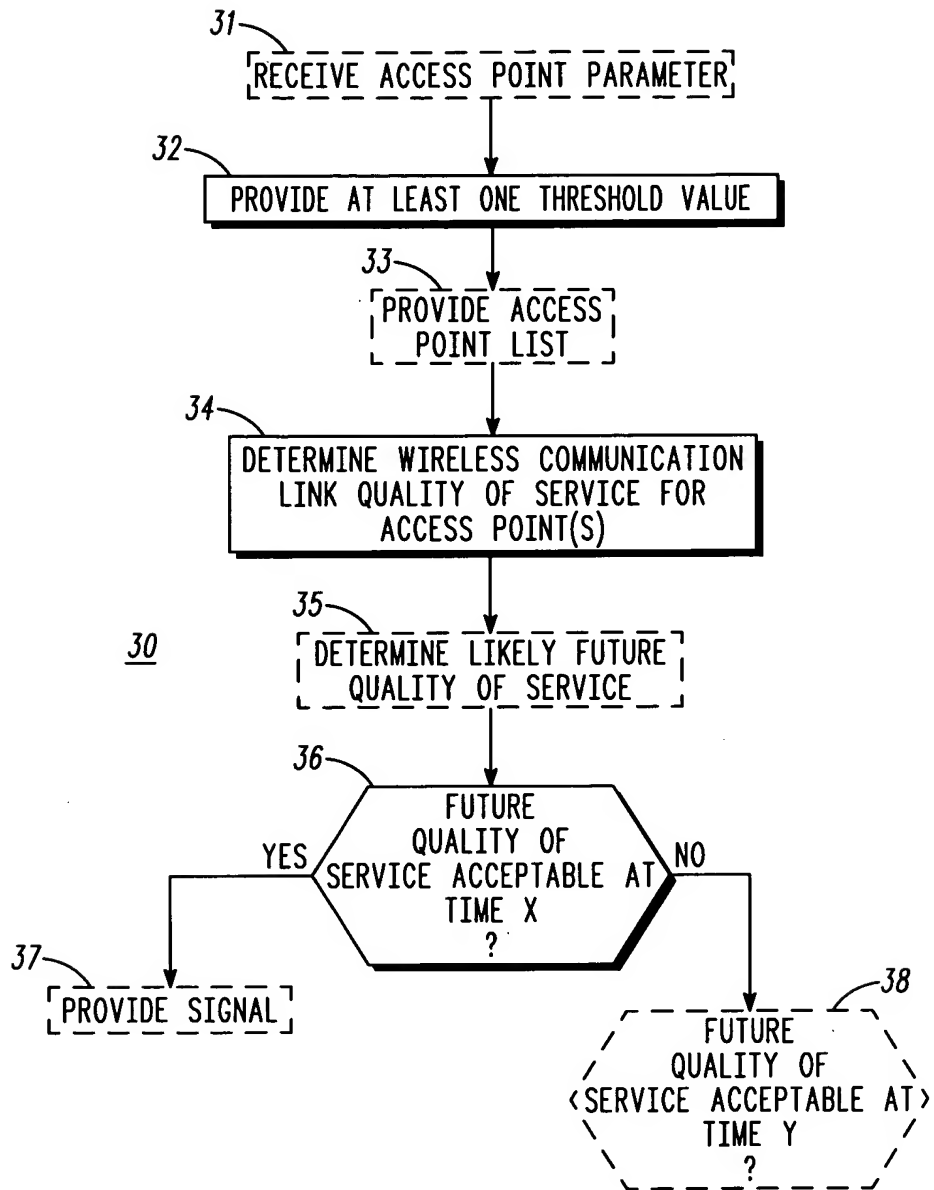 31
RECEIVE ACCESS POINT PARAMETER
32
PROVIDE AT LEAST ONE THRESHOLD VALUE
33
PROVIDE ACCESS
POINT LIST
34
DETERMINE WIRELESS COMMUNICATION
LINK QUALITY OF SERVICE FOR
ACCESS POINT(S)
35
30
DETERMINE LIKELY FUTURE
QUALITY OF SERVICE
36
FUTURE
QUALITY OF
SERVICE ACCEPTABLE AT
TIME X
?
YES
NO
37
PROVIDE SIGNAL
38
FUTURE
QUALITY OF
SERVICE ACCEPTABLE AT
TIME Y
?